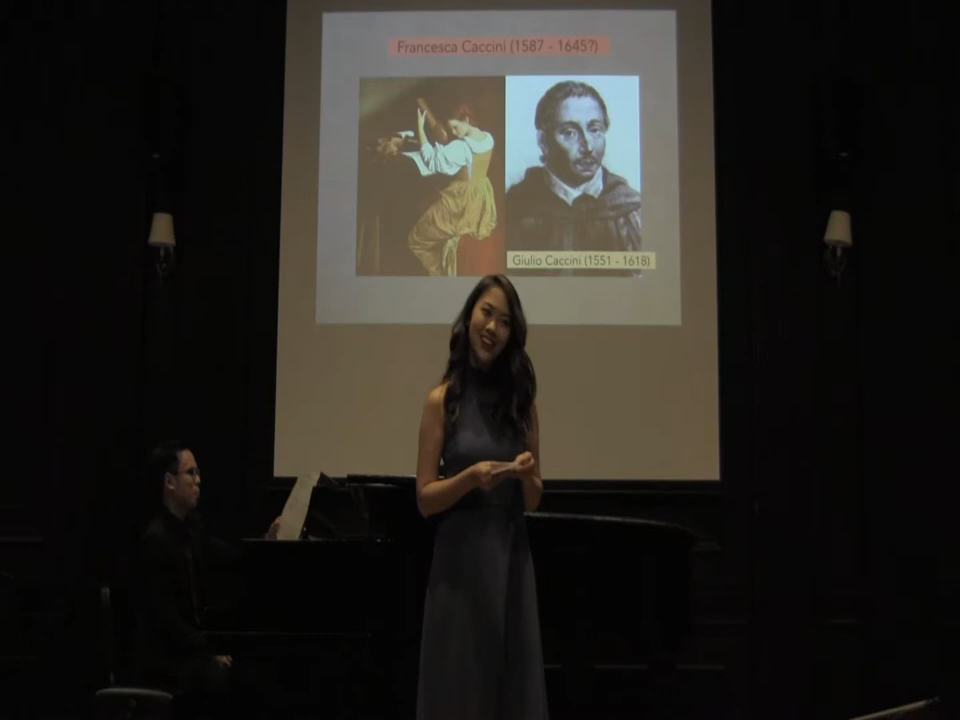 Francesca Caccini (1587 - 1645?)
Giulio Caccini (1551 - 1618)